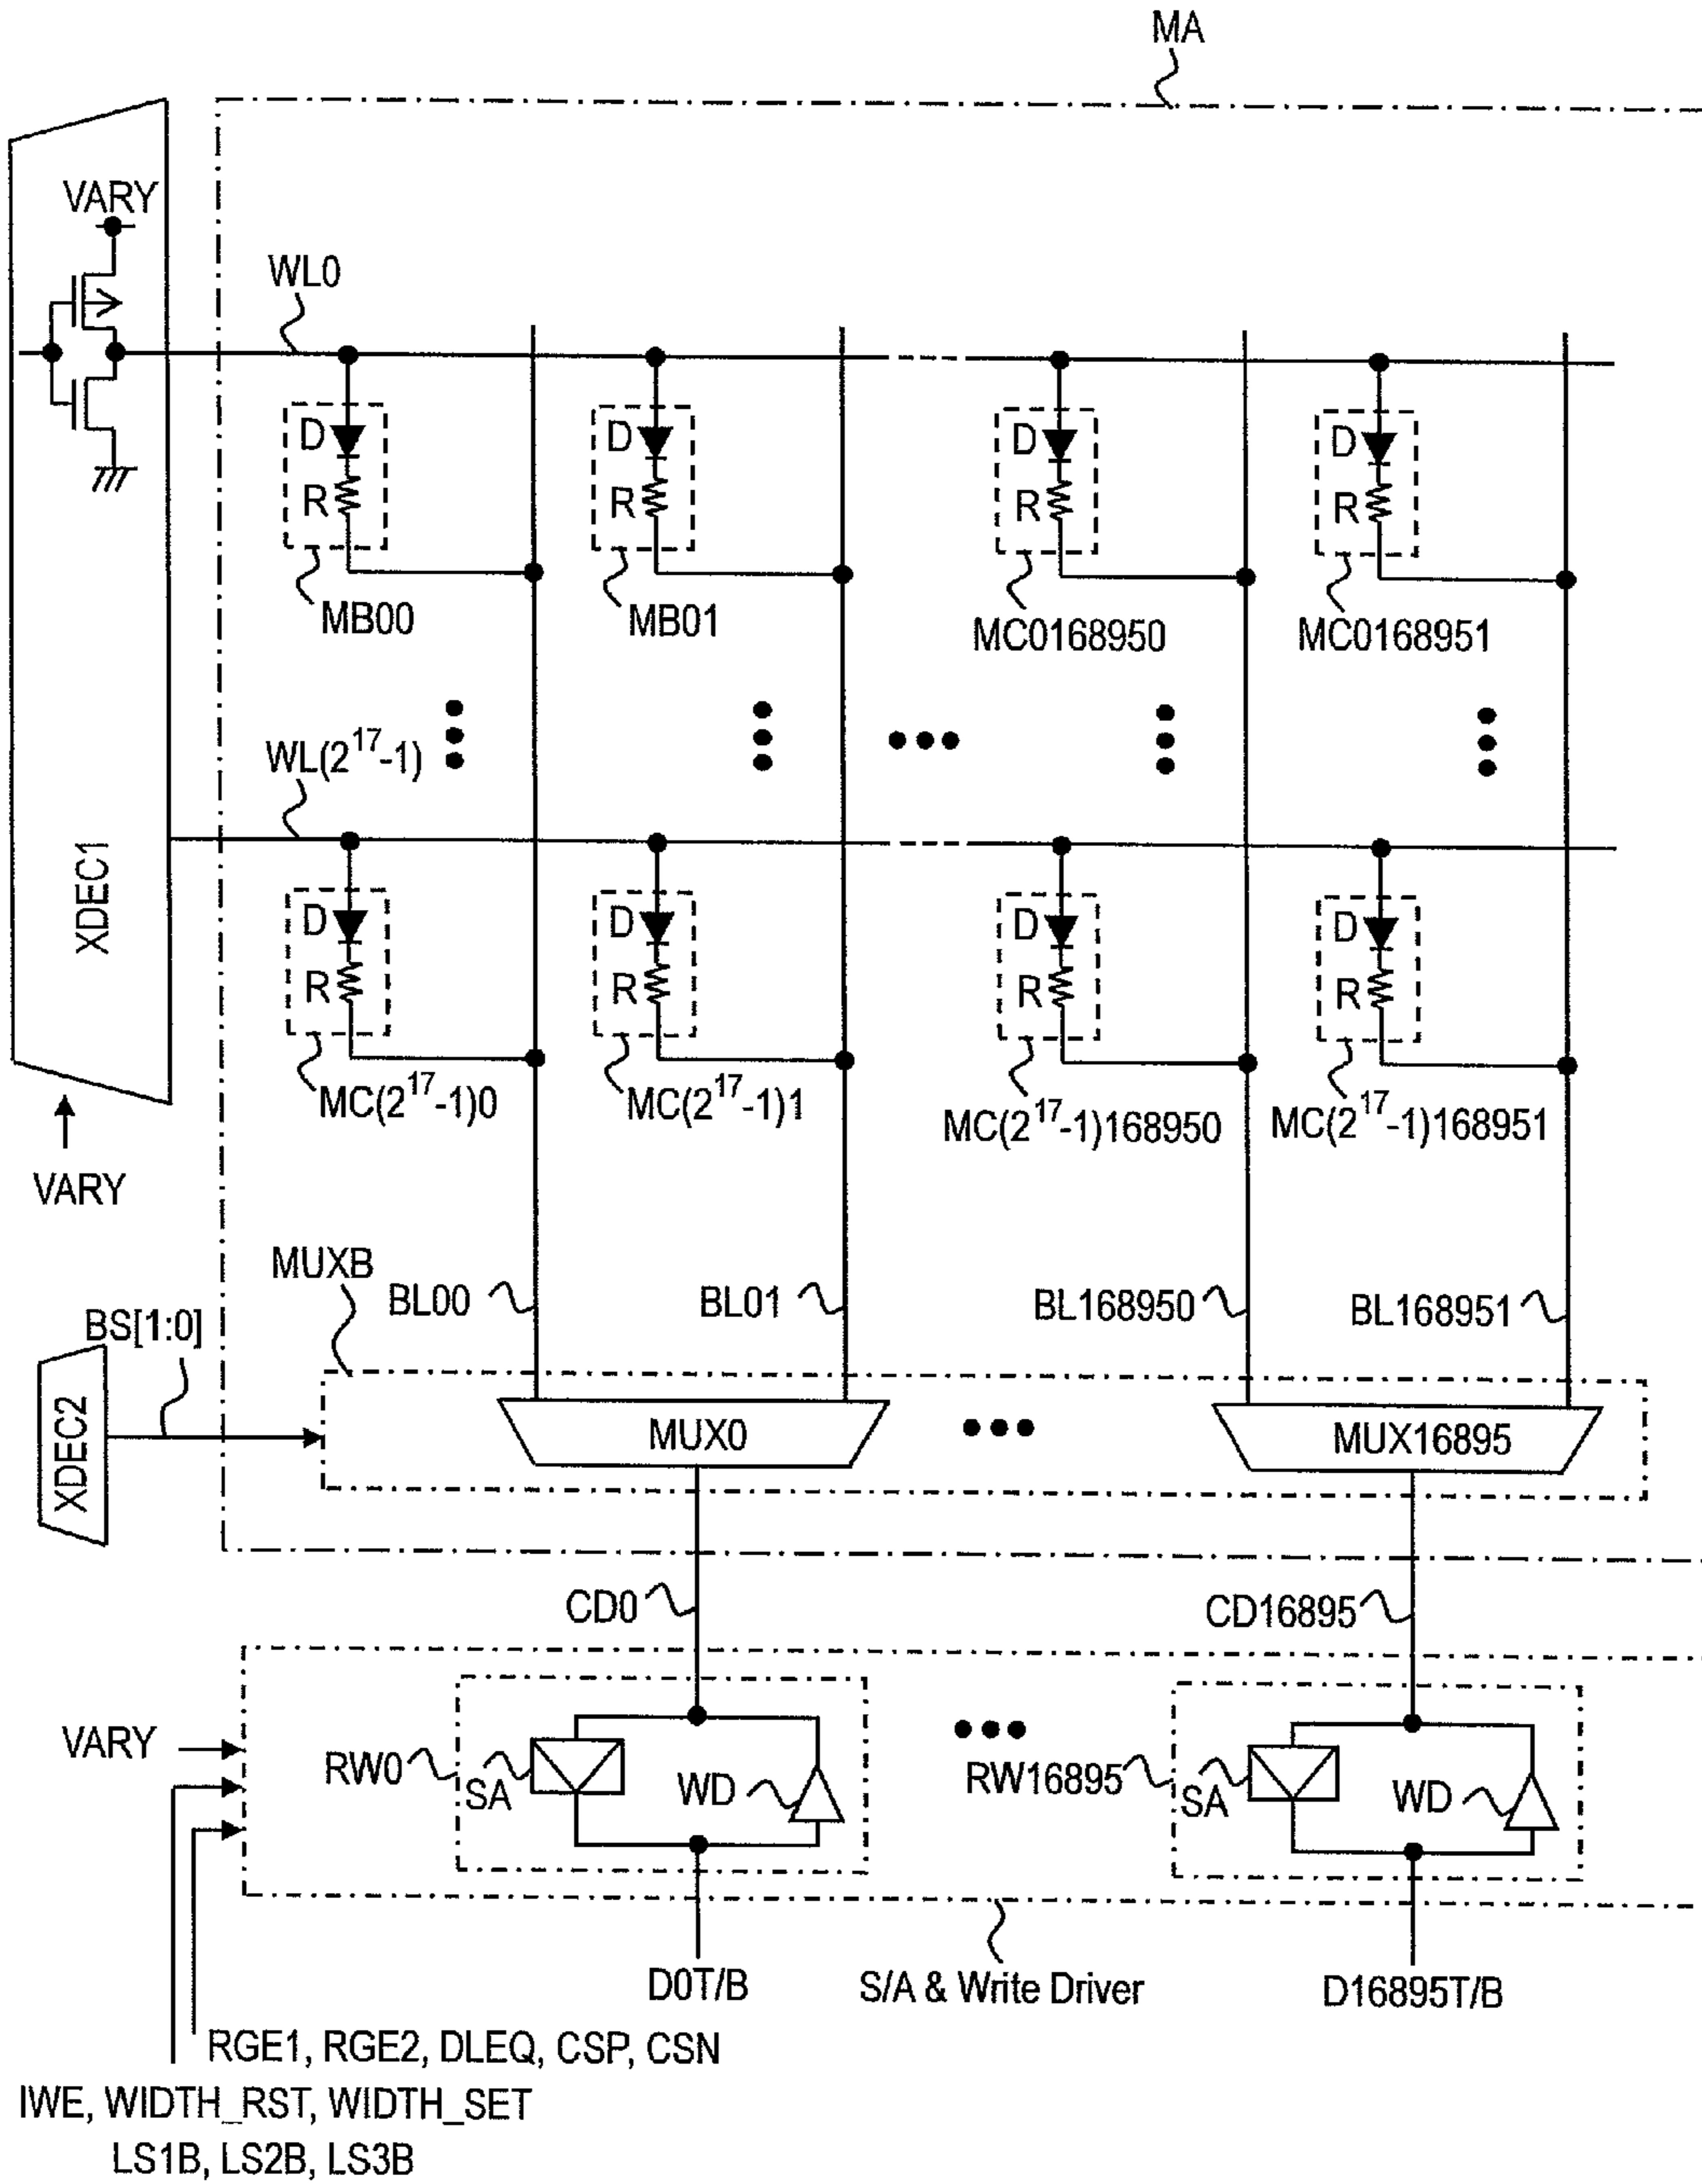 MA
VARY
WL0
D
D
D
D
R
R
R
R
MB00
MB01
MC0168950
MC0168951
WL(2^17-1)
XDEC1
D
D
D
D
R
R
R
R
MC(2^17-1)0
MC(2^17-1)1
MC(2^17-1)168950
MC(2^17-1)168951
VARY
MUXB
BL00
BL01
BL168950
BL168951
BS[1:0]
XDEC2
MUX0
MUX16895
CD0
CD16895
VARY
RW0
SA
WD
RW16895
SA
WD
D0T/B
S/A & Write Driver
D16895T/B
RGE1, RGE2, DLEQ, CSP, CSN
IWE, WIDTH_RST, WIDTH_SET
LS1B, LS2B, LS3B